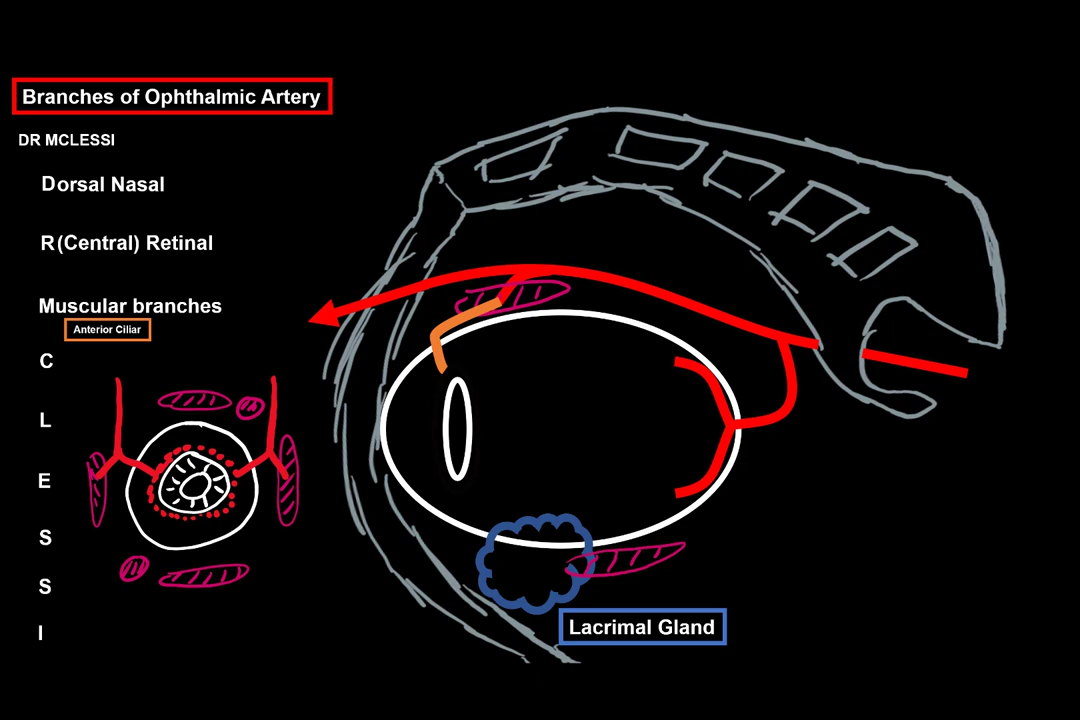 Branches of Ophthalmic Artery
DR MCLESSI
Dorsal Nasal
R(Central) Retinal
Muscular branches
Anterior Ciliar
C
L
E
S
S
I
Lacrimal Gland